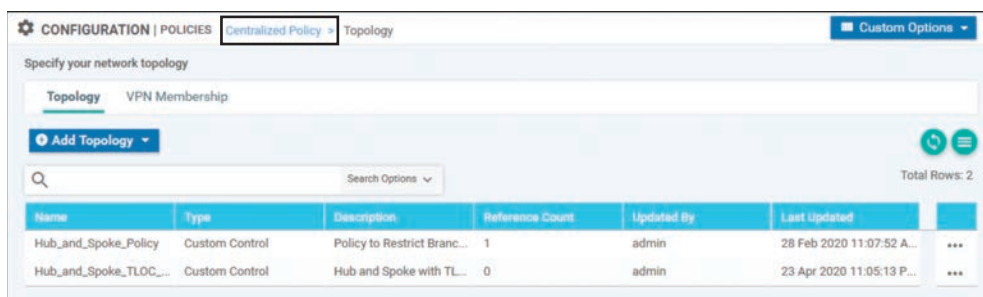 CONFIGURATION | POLICIES Centralized Policy > Topology
Custom Options
Specify your network topology
Topology VPN Membership
Add Topology
Search Options
Total Rows: 2
Name Type Description Reference Count Updated By Last Updated
Hub_and_Spoke_Policy Custom Control Policy to Restrict Branc... 1 admin 28 Feb 2020 11:07:52 A... •••
Hub_and_Spoke_TLOC_... Custom Control Hub and Spoke with TL... 0 admin 23 Apr 2020 11:05:13 P... •••